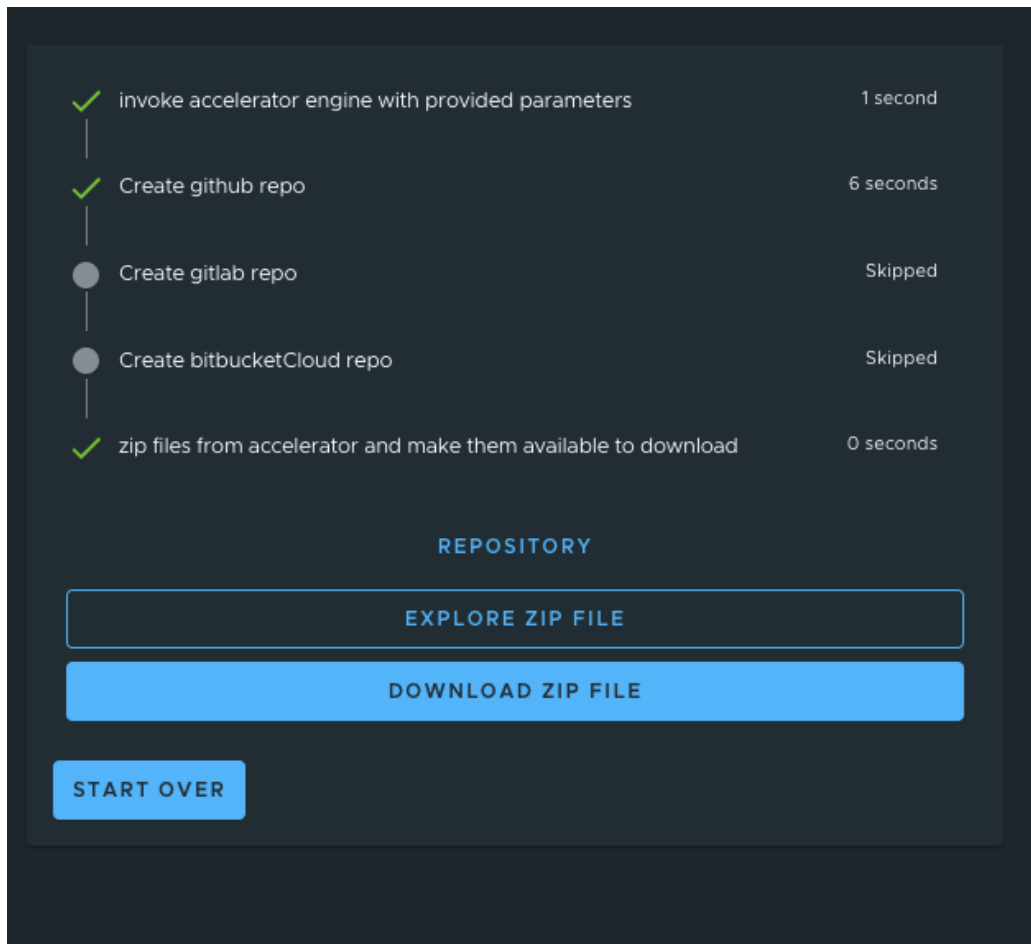 invoke accelerator engine with provided parameters 1 second
Create github repo 6 seconds
Create gitlab repo Skipped
Create bitbucketCloud repo Skipped
zip files from accelerator and make them available to download 0 seconds
REPOSITORY
EXPLORE ZIP FILE
DOWNLOAD ZIP FILE
START OVER